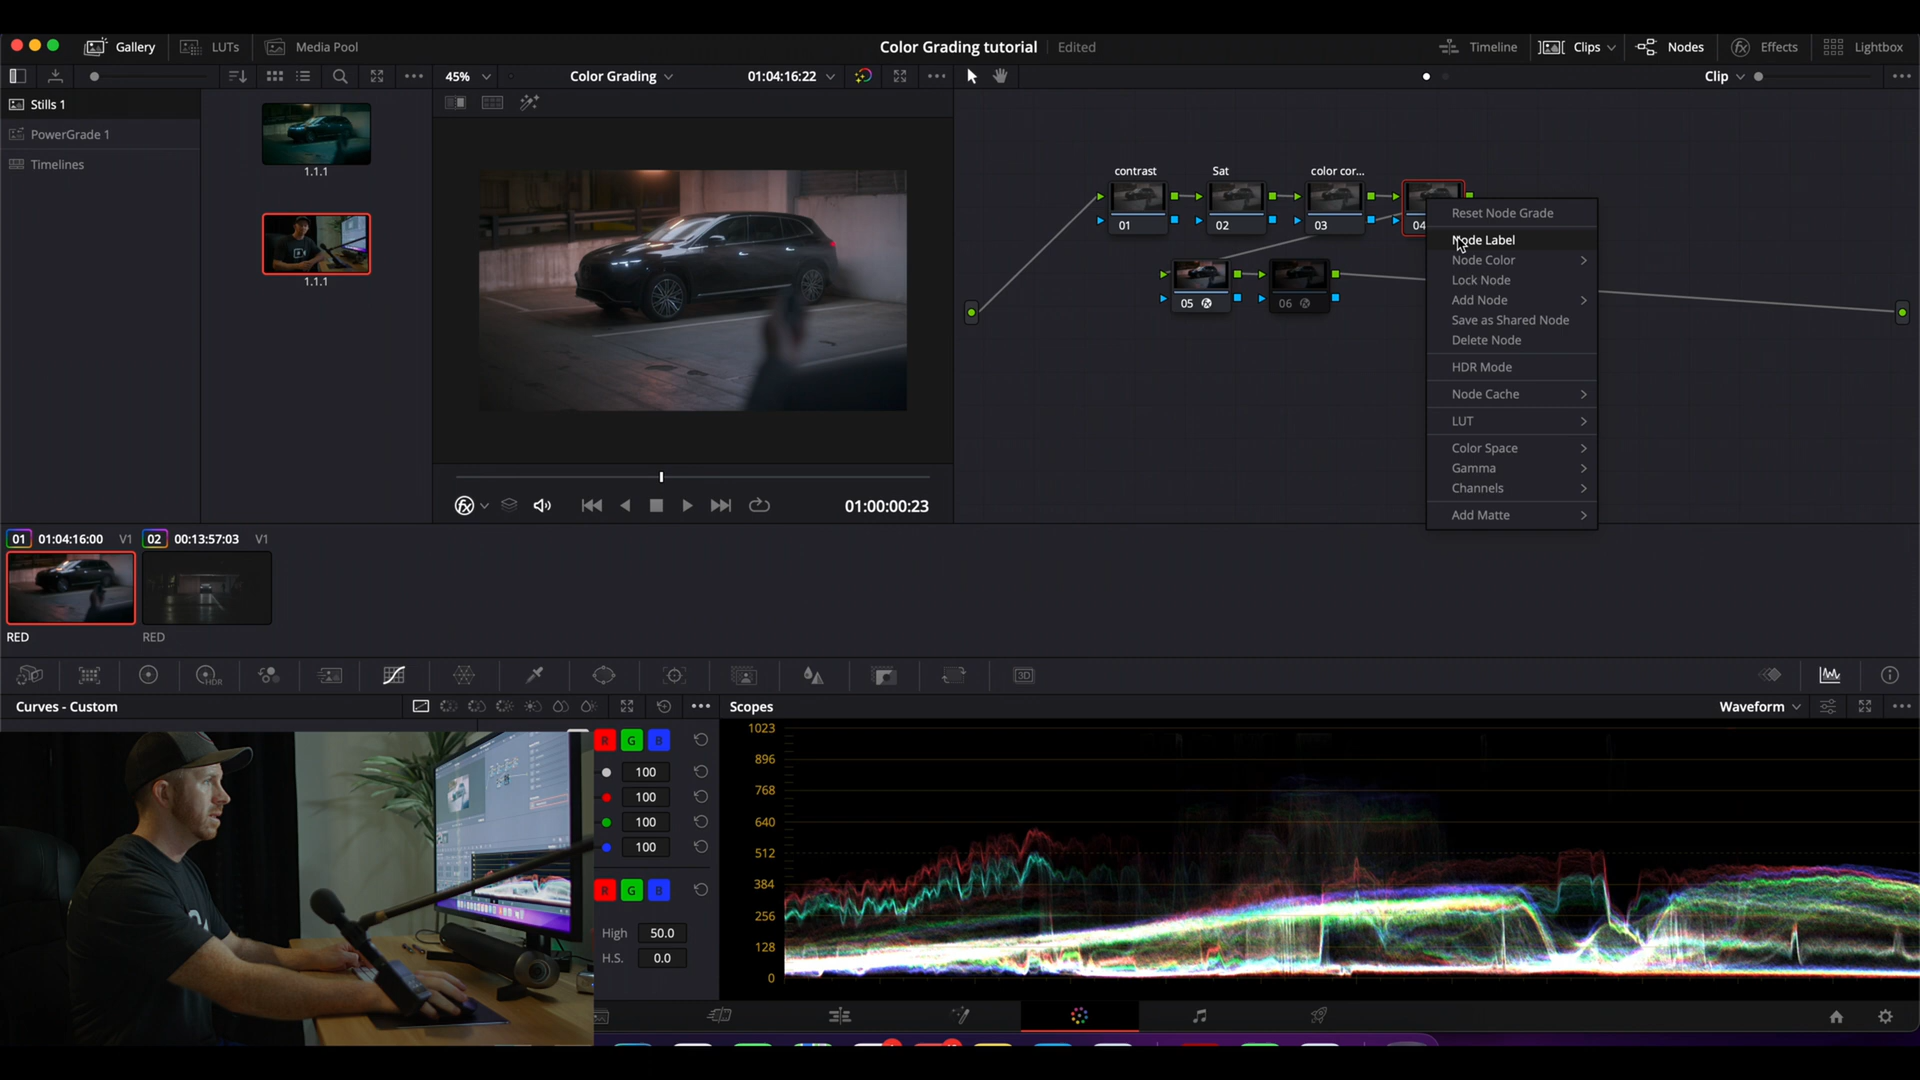 Gallery LUTs Media Pool Color Grading tutorial Edited Timeline Clips Nodes Effects Lightbox
45% Color Grading 01:04:16:22 Clip
Stills 1
PowerGrade 1
Timelines
1.1.1
1.1.1
contrast Sat color cor...
01 02 03 04
05 06
Reset Node Grade
Node Label
Node Color
Lock Node
Add Node
Save as Shared Node
Delete Node
HDR Mode
Node Cache
LUT
Color Space
Gamma
Channels
Add Matte
01:00:00:23
01 01:04:16:00 V1 02 00:13:57:03 V1
RED RED
HDR
3D
Curves - Custom
R G B
100
100
100
100
R G B
High 50.0
H.S. 0.0
Scopes Waveform
1023
896
768
640
512
384
256
128
0